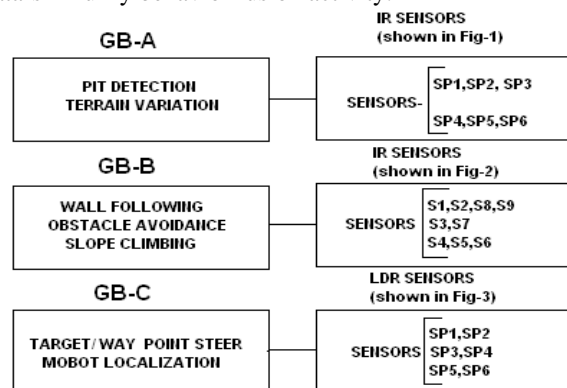 GB-A
IR SENSORS
(shown in Fig-1)
PIT DETECTION
TERRAIN VARIATION
SENSORS-
SP1,SP2, SP3
SP4,SP5,SP6
GB-B
IR SENSORS
(shown in Fig-2)
WALL FOLLOWING
OBSTACLE AVOIDANCE
SLOPE CLIMBING
SENSORS
S1,S2,S8,S9
S3,S7
S4,S5,S6
GB-C
LDR SENSORS
(shown in Fig-3)
TARGET/ WAY POINT STEER
MOBOT LOCALIZATION
SENSORS
SP1,SP2
SP3,SP4
SP5,SP6